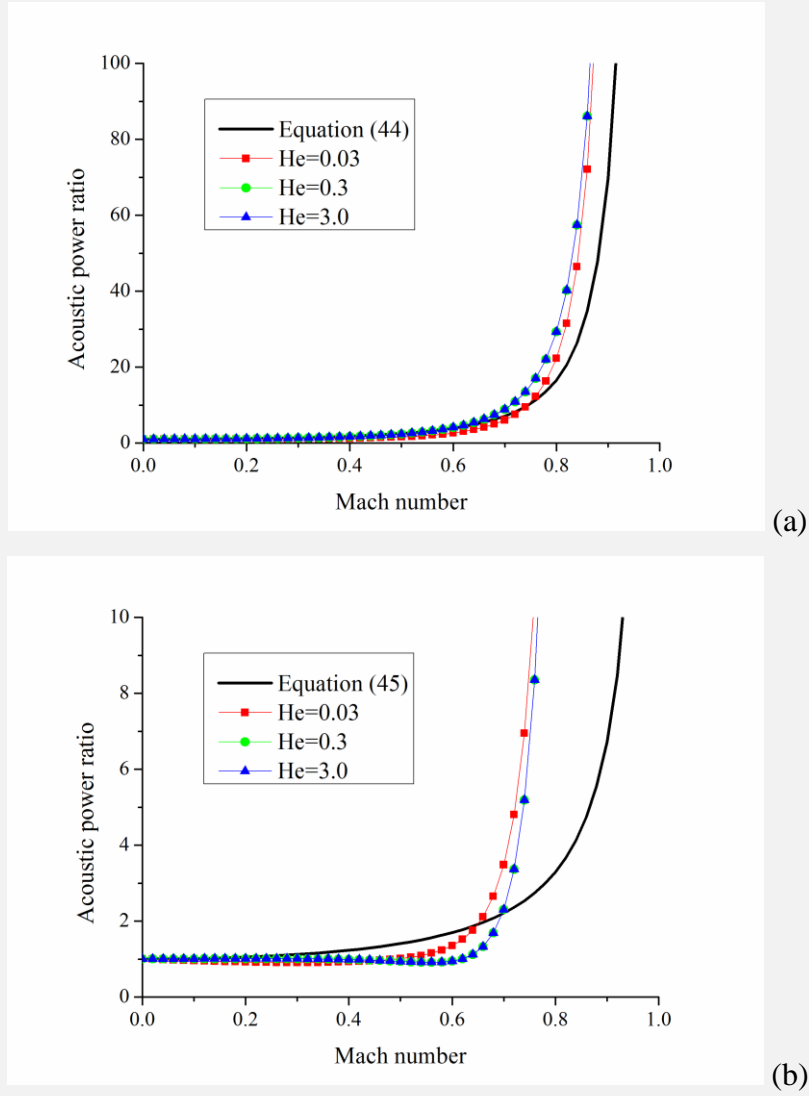 100
80
60
40
20
0
Acoustic power ratio
Equation (44)
He=0.03
He=0.3
He=3.0
0.0 0.2 0.4 0.6 0.8 1.0
Mach number
(a)
10
8
6
4
2
0
Acoustic power ratio
Equation (45)
He=0.03
He=0.3
He=3.0
0.0 0.2 0.4 0.6 0.8 1.0
Mach number
(b)